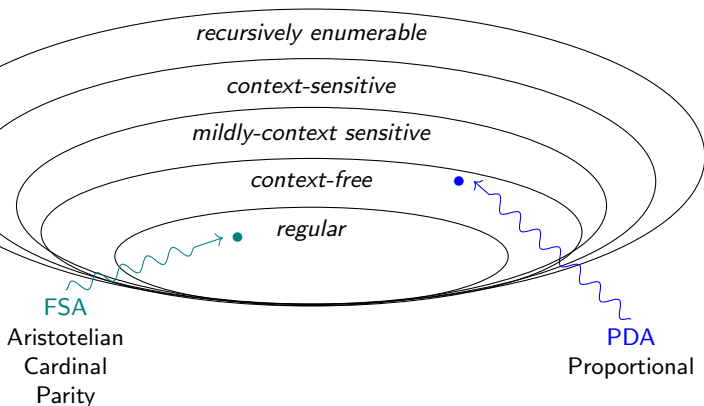 recursively enumerable
context-sensitive
mildly-context sensitive
context-free
regular
FSA
Aristotelian
Cardinal
Parity
PDA
Proportional